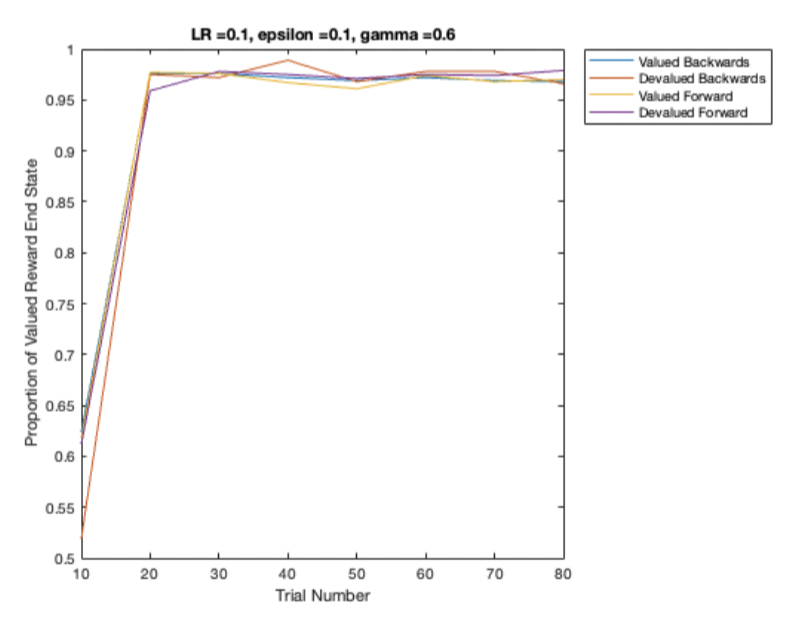 LR =0.1, epsilon =0.1, gamma =0.6
1
0.95
0.9
0.85
0.8
0.75
0.7
0.65
0.6
0.55
0.5
Proportion of Valued Reward End State
10 20 30 40 50 60 70 80
Trial Number
Valued Backwards
Devalued Backwards
Valued Forward
Devalued Forward